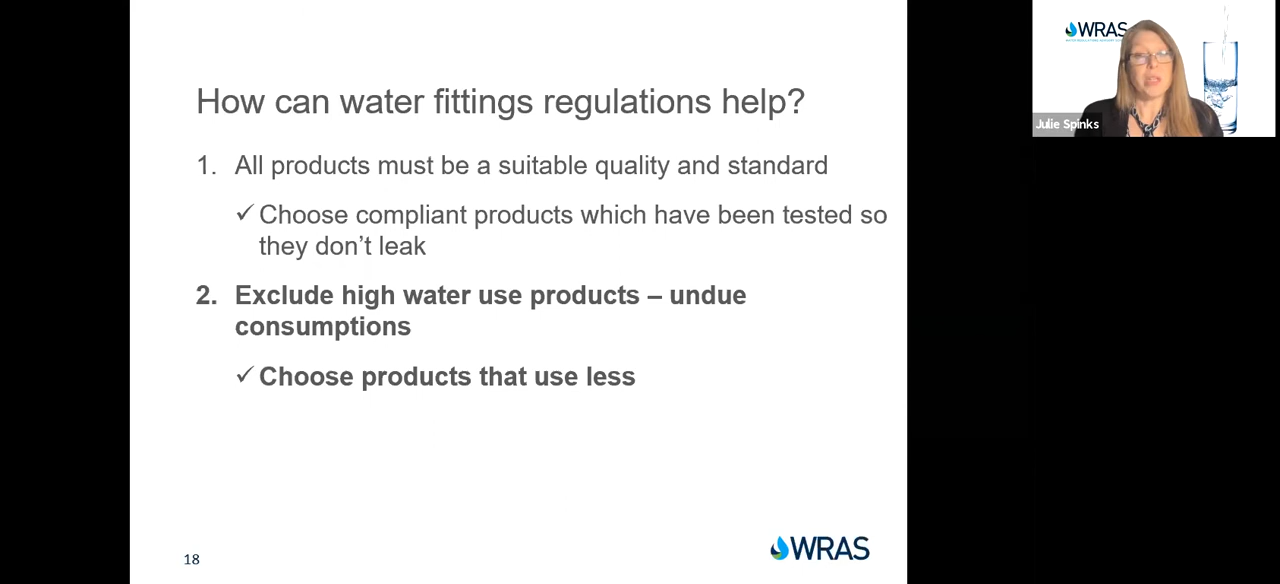 How can water fittings regulations help?
1. All products must be a suitable quality and standard
✓ Choose compliant products which have been tested so
they don't leak
2. Exclude high water use products – undue
consumptions
✓ Choose products that use less
18
WRAS
WRAS
Julie Spinks